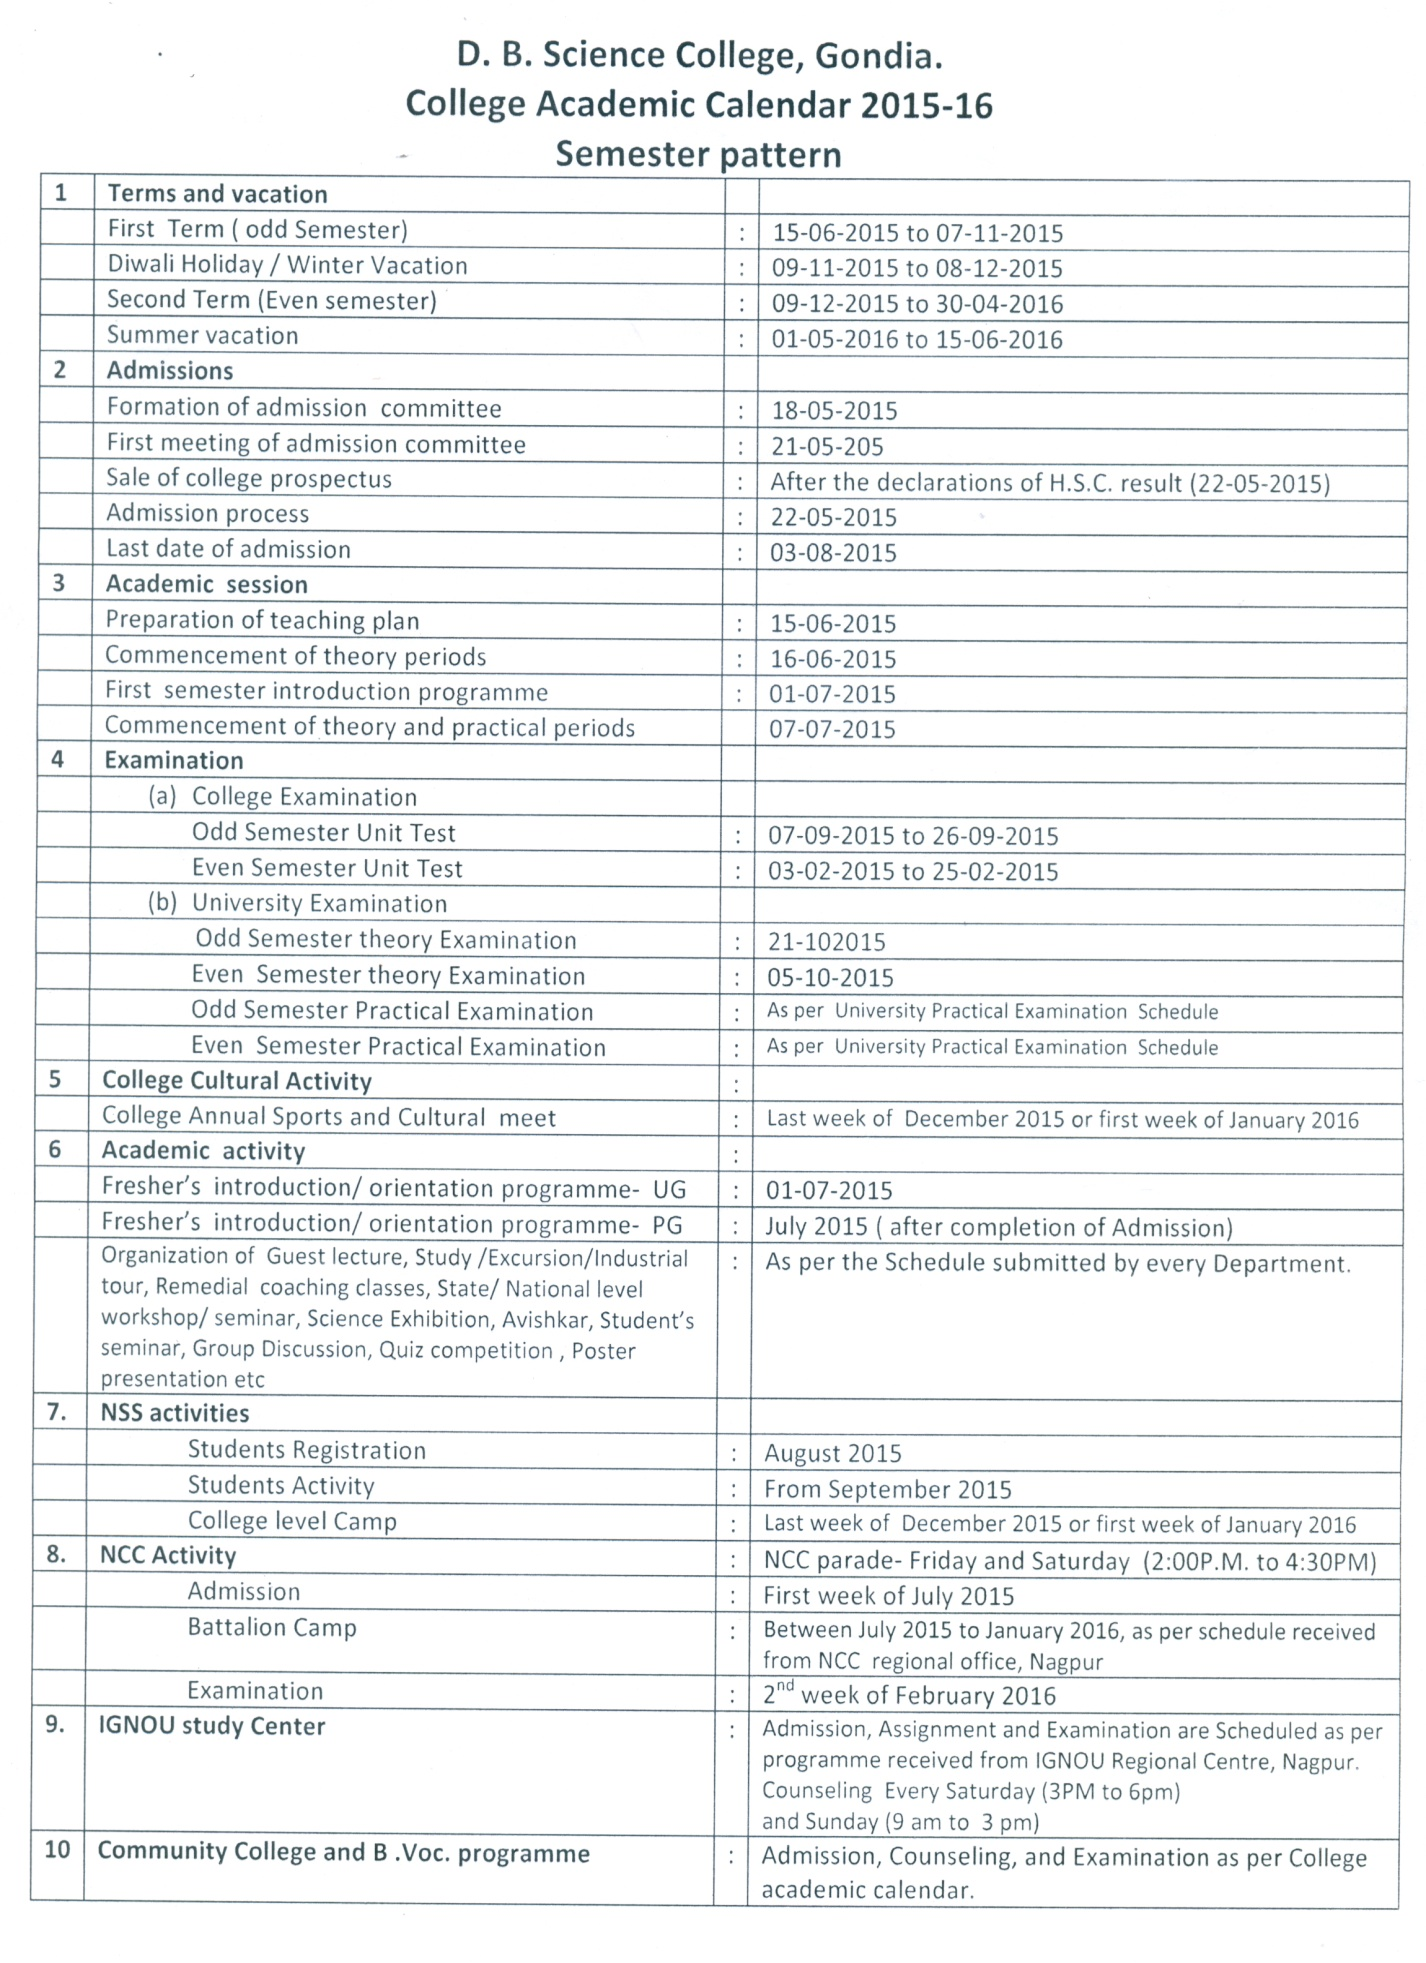 D. B. Science College, Gondia.
College Academic Calendar 2015-16
Semester pattern
1 Terms and vacation
First Term ( odd Semester) : 15-06-2015 to 07-11-2015
Diwali Holiday / Winter Vacation : 09-11-2015 to 08-12-2015
Second Term (Even semester) : 09-12-2015 to 30-04-2016
Summer vacation : 01-05-2016 to 15-06-2016
2 Admissions
Formation of admission committee : 18-05-2015
First meeting of admission committee : 21-05-205
Sale of college prospectus : After the declarations of H.S.C. result (22-05-2015)
Admission process : 22-05-2015
Last date of admission : 03-08-2015
3 Academic session
Preparation of teaching plan : 15-06-2015
Commencement of theory periods : 16-06-2015
First semester introduction programme : 01-07-2015
Commencement of theory and practical periods 07-07-2015
4 Examination
(a) College Examination
Odd Semester Unit Test : 07-09-2015 to 26-09-2015
Even Semester Unit Test : 03-02-2015 to 25-02-2015
(b) University Examination
Odd Semester theory Examination : 21-102015
Even Semester theory Examination : 05-10-2015
Odd Semester Practical Examination : As per University Practical Examination Schedule
Even Semester Practical Examination : As per University Practical Examination Schedule
5 College Cultural Activity :
College Annual Sports and Cultural meet : Last week of December 2015 or first week of January 2016
6 Academic activity :
Fresher's introduction/ orientation programme- UG : 01-07-2015
Fresher's introduction/ orientation programme- PG : July 2015 ( after completion of Admission)
Organization of Guest lecture, Study /Excursion/Industrial : As per the Schedule submitted by every Department.
tour, Remedial coaching classes, State/ National level
workshop/ seminar, Science Exhibition, Avishkar, Student's
seminar, Group Discussion, Quiz competition , Poster
presentation etc
7. NSS activities
Students Registration : August 2015
Students Activity : From September 2015
College level Camp : Last week of December 2015 or first week of January 2016
8. NCC Activity : NCC parade- Friday and Saturday (2:00P.M. to 4:30PM)
Admission : First week of July 2015
Battalion Camp : Between July 2015 to January 2016, as per schedule received
from NCC regional office, Nagpur
Examination : 2nd week of February 2016
9. IGNOU study Center : Admission, Assignment and Examination are Scheduled as per
programme received from IGNOU Regional Centre, Nagpur.
Counseling Every Saturday (3PM to 6pm)
and Sunday (9 am to 3 pm)
10 Community College and B .Voc. programme : Admission, Counseling, and Examination as per College
academic calendar.